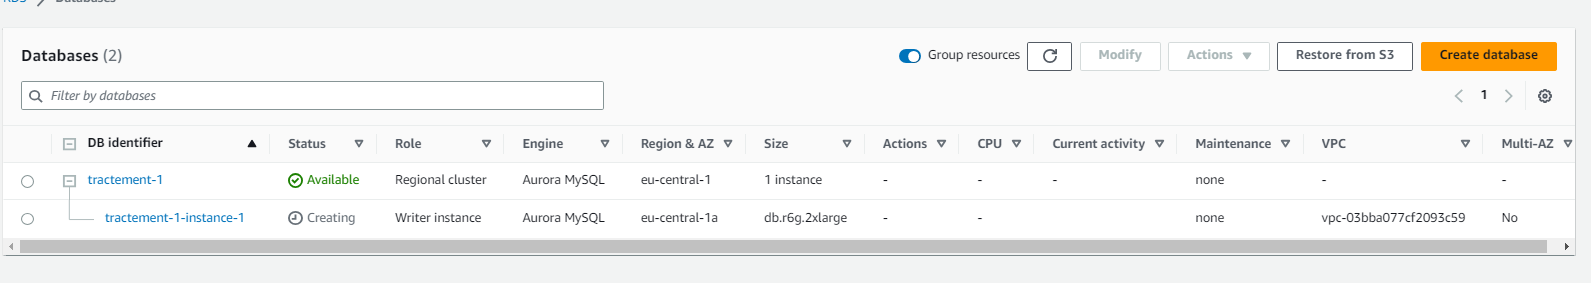 RDS > Databases
Databases (2)
Group resources
Modify
Actions
Restore from S3
Create database
Filter by databases
1
DB identifier Status Role Engine Region & AZ Size Actions CPU Current activity Maintenance VPC Multi-AZ
tractement-1 Available Regional cluster Aurora MySQL eu-central-1 1 instance - - - none - -
tractement-1-instance-1 Creating Writer instance Aurora MySQL eu-central-1a db.r6g.2xlarge - - none vpc-03bba077cf2093c59 No